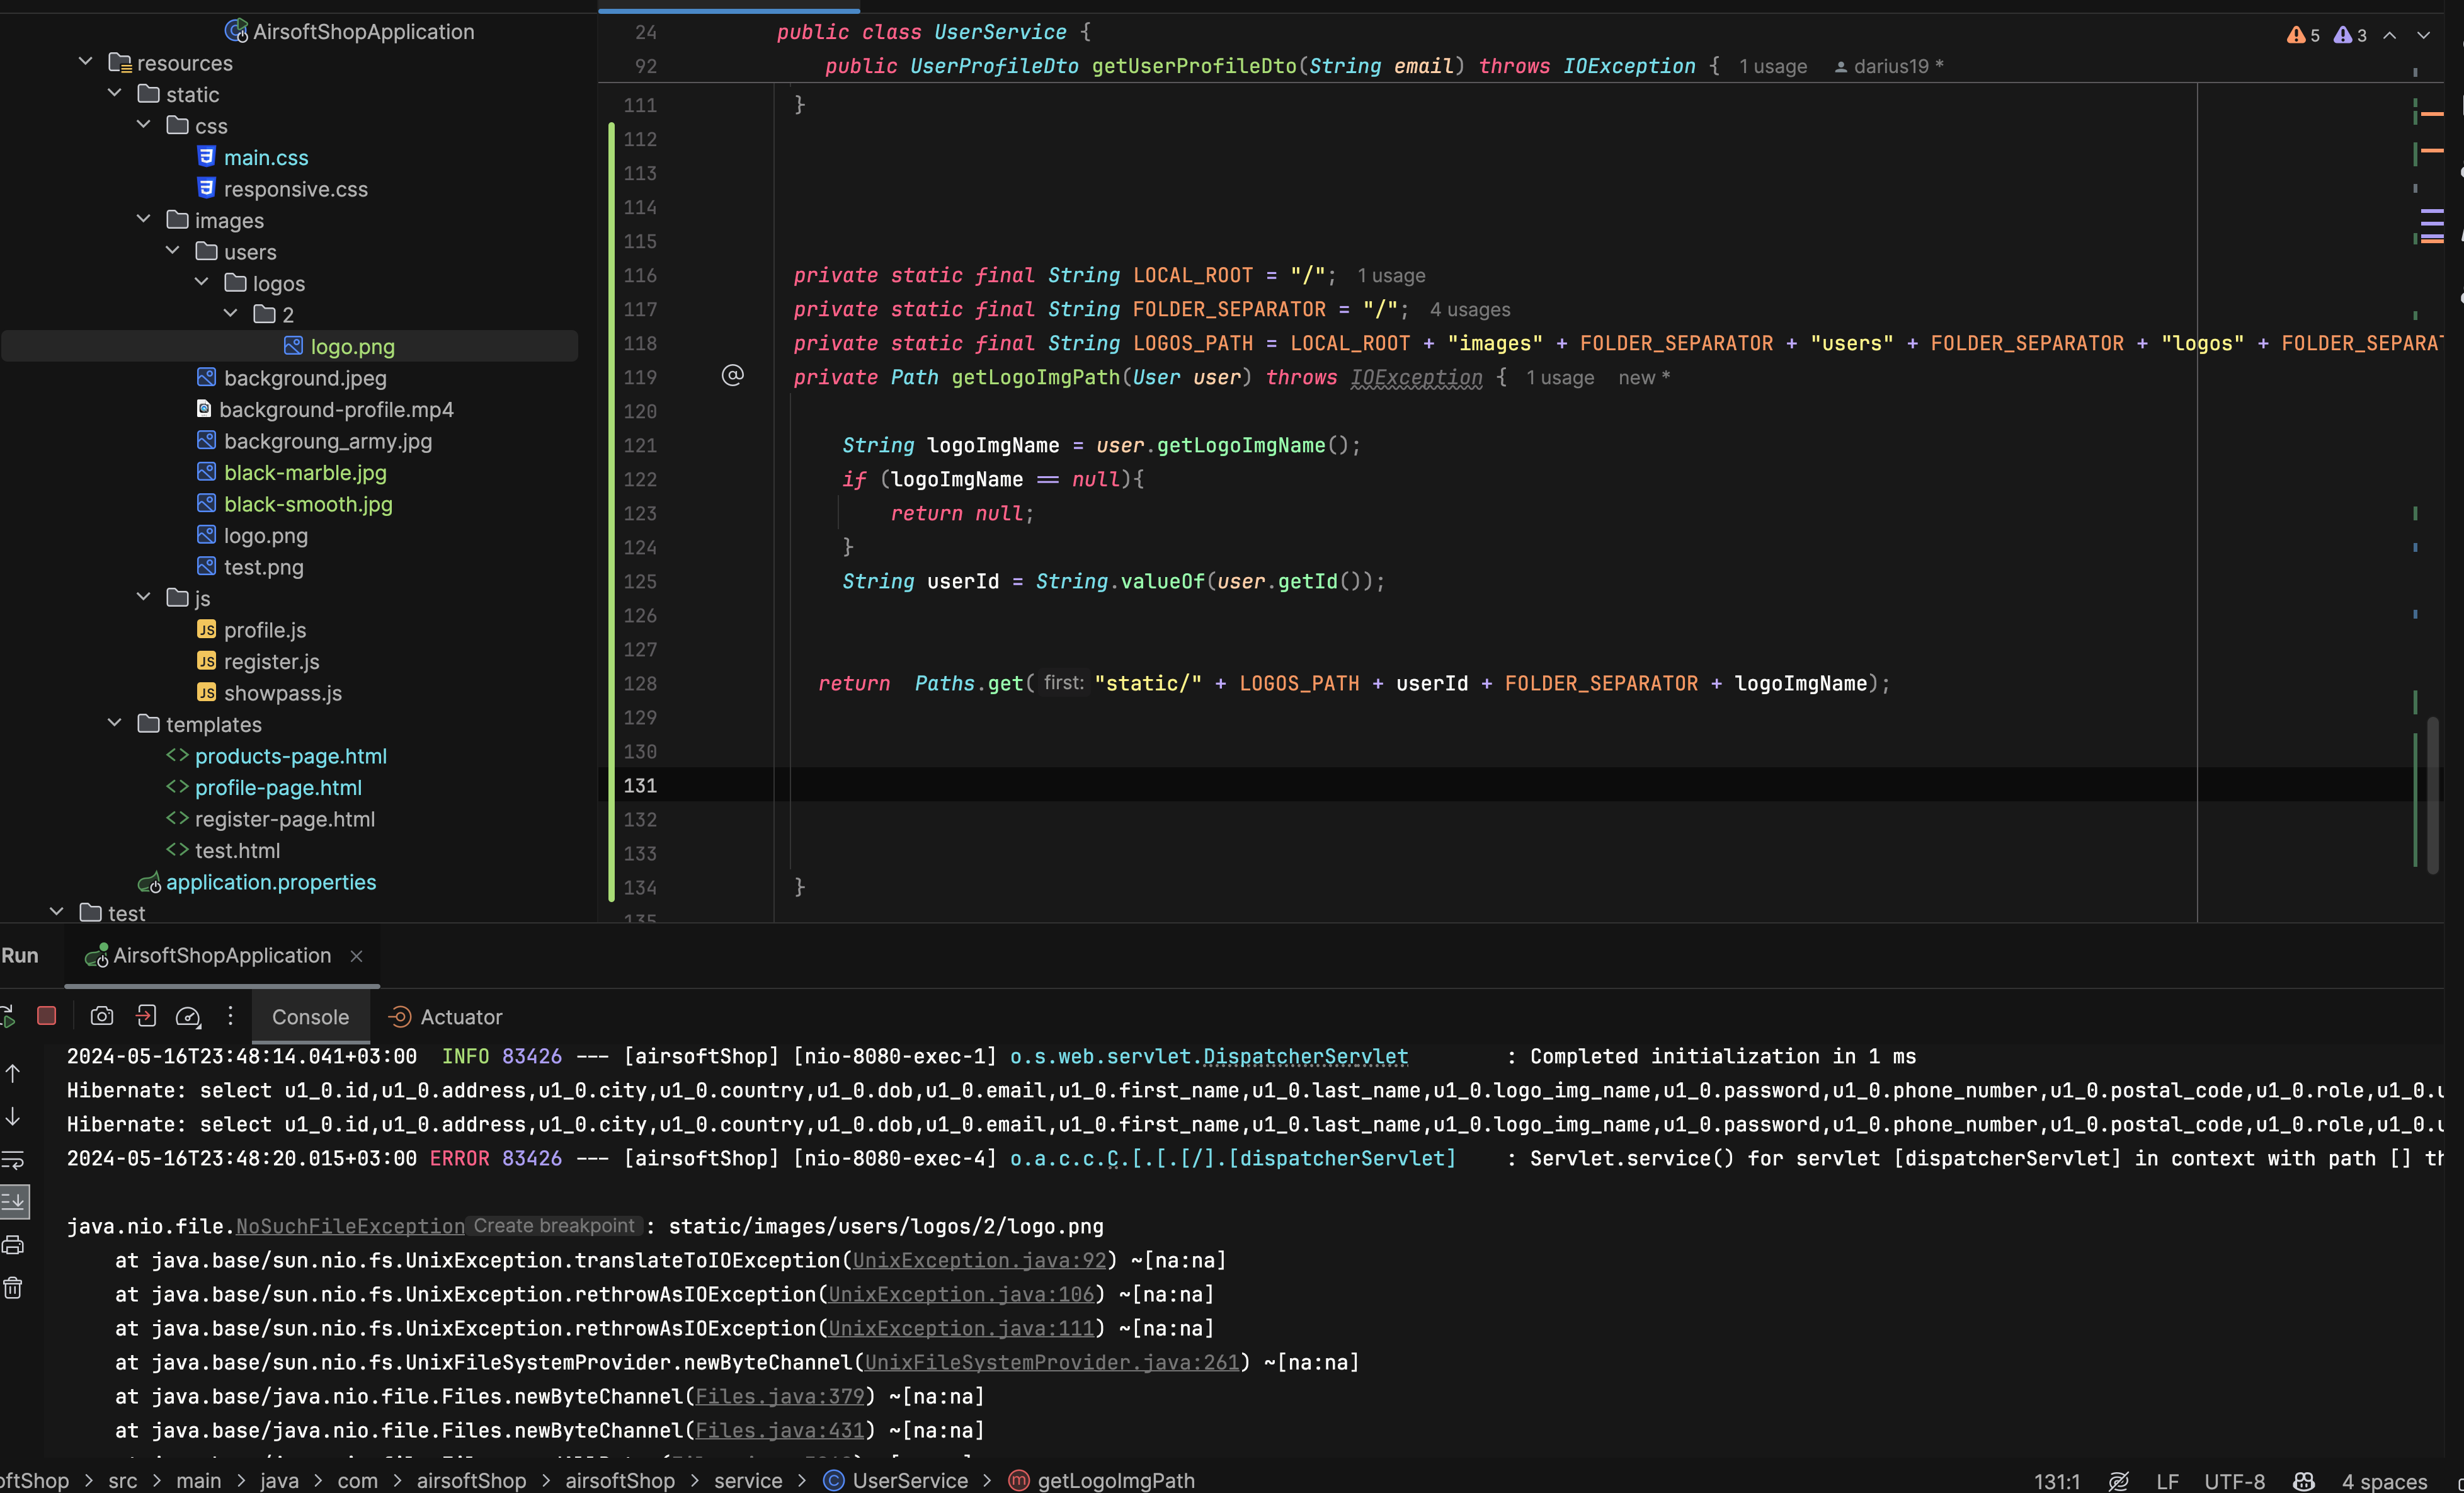 AirsoftShopApplication
resources
static
css
main.css
responsive.css
images
users
logos
2
logo.png
background.jpeg
background-profile.mp4
backgroung_army.jpg
black-marble.jpg
black-smooth.jpg
logo.png
test.png
js
profile.js
register.js
showpass.js
templates
products-page.html
profile-page.html
register-page.html
test.html
application.properties
test
24 public class UserService {
5 3
92 public UserProfileDto getUserProfileDto(String email) throws IOException { 1 usage darius19 *
111 }
112
113
114
115
116 private static final String LOCAL_ROOT = "/"; 1 usage
117 private static final String FOLDER_SEPARATOR = "/"; 4 usages
118 private static final String LOGOS_PATH = LOCAL_ROOT + "images" + FOLDER_SEPARATOR + "users" + FOLDER_SEPARATOR + "logos" + FOLDER_SEPARAT
119 @ private Path getLogoImgPath(User user) throws IOException { 1 usage new *
120
121 String logoImgName = user.getLogoImgName();
122 if (logoImgName == null){
123 return null;
124 }
125 String userId = String.valueOf(user.getId());
126
127
128 return Paths.get( first: "static/" + LOGOS_PATH + userId + FOLDER_SEPARATOR + logoImgName);
129
130
131
132
133
134 }
135
Run AirsoftShopApplication
Console Actuator
2024-05-16T23:48:14.041+03:00 INFO 83426 --- [airsoftShop] [nio-8080-exec-1] o.s.web.servlet.DispatcherServlet : Completed initialization in 1 ms
Hibernate: select u1_0.id,u1_0.address,u1_0.city,u1_0.country,u1_0.dob,u1_0.email,u1_0.first_name,u1_0.last_name,u1_0.logo_img_name,u1_0.password,u1_0.phone_number,u1_0.postal_code,u1_0.role,u1_0.u
Hibernate: select u1_0.id,u1_0.address,u1_0.city,u1_0.country,u1_0.dob,u1_0.email,u1_0.first_name,u1_0.last_name,u1_0.logo_img_name,u1_0.password,u1_0.phone_number,u1_0.postal_code,u1_0.role,u1_0.u
2024-05-16T23:48:20.015+03:00 ERROR 83426 --- [airsoftShop] [nio-8080-exec-4] o.a.c.c.C.[.[.[/].[dispatcherServlet] : Servlet.service() for servlet [dispatcherServlet] in context with path [] th
java.nio.file.NoSuchFileException Create breakpoint : static/images/users/logos/2/logo.png
at java.base/sun.nio.fs.UnixException.translateToIOException(UnixException.java:92) ~[na:na]
at java.base/sun.nio.fs.UnixException.rethrowAsIOException(UnixException.java:106) ~[na:na]
at java.base/sun.nio.fs.UnixException.rethrowAsIOException(UnixException.java:111) ~[na:na]
at java.base/sun.nio.fs.UnixFileSystemProvider.newByteChannel(UnixFileSystemProvider.java:261) ~[na:na]
at java.base/java.nio.file.Files.newByteChannel(Files.java:379) ~[na:na]
at java.base/java.nio.file.Files.newByteChannel(Files.java:431) ~[na:na]
oftShop > src > main > java > com > airsoftShop > airsoftShop > service > UserService > getLogoImgPath 131:1 LF UTF-8 4 spaces